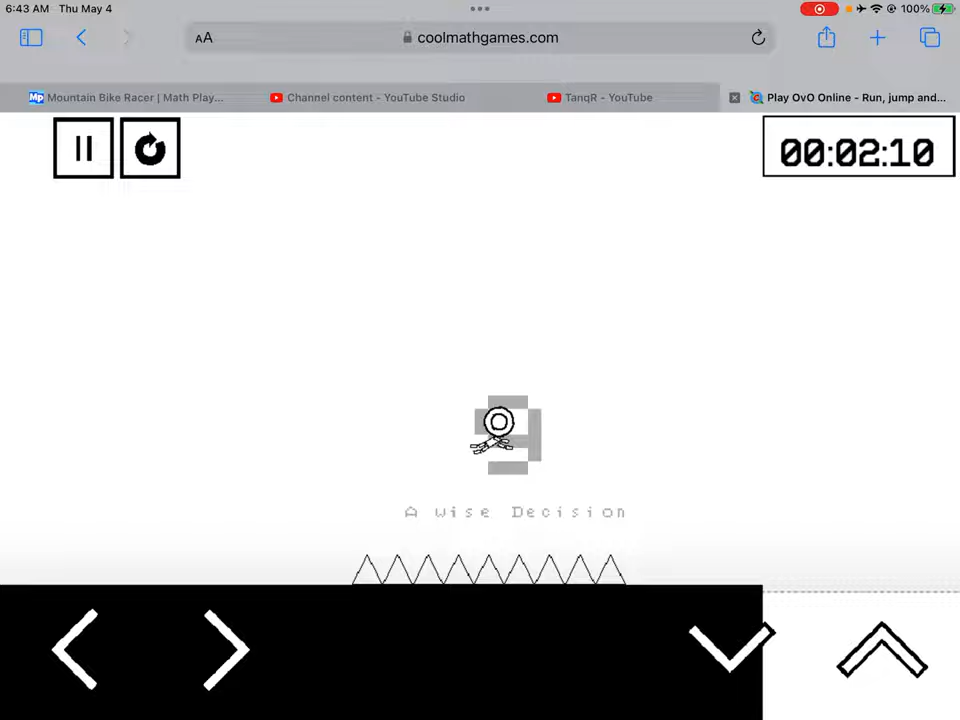 6:43 AM Thu May 4
100%
AA
coolmathgames.com
Mp Mountain Bike Racer | Math Play...
Channel content - YouTube Studio
TanqR - YouTube
Play OvO Online - Run, jump and...
00:02:10
9
A wise Decision